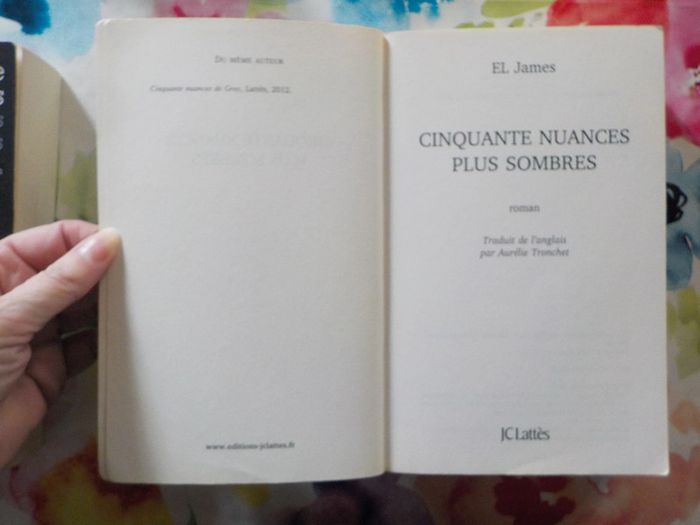 DU MÊME AUTEUR
Cinquante nuances de Grey, Lattès, 2012.
www.editions-jclattes.fr
EL James
CINQUANTE NUANCES
PLUS SOMBRES
roman
Traduit de l'anglais
par Aurélie Tronchet
JC Lattès